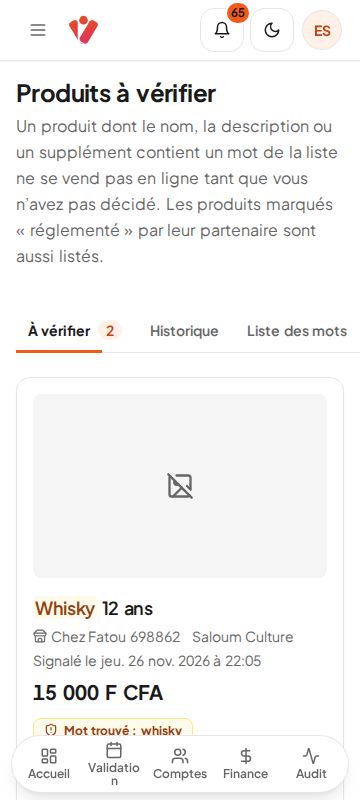 65
ES
Produits à vérifier
Un produit dont le nom, la description ou
un supplément contient un mot de la liste
ne se vend pas en ligne tant que vous
n’avez pas décidé. Les produits marqués
« réglementé » par leur partenaire sont
aussi listés.
À vérifier 2 Historique Liste des mots
Whisky 12 ans
Chez Fatou 698862 Saloum Culture
Signalé le jeu. 26 nov. 2026 à 22:05
15 000 F CFA
Mot trouvé : whisky
Accueil Validatio
n Comptes Finance Audit